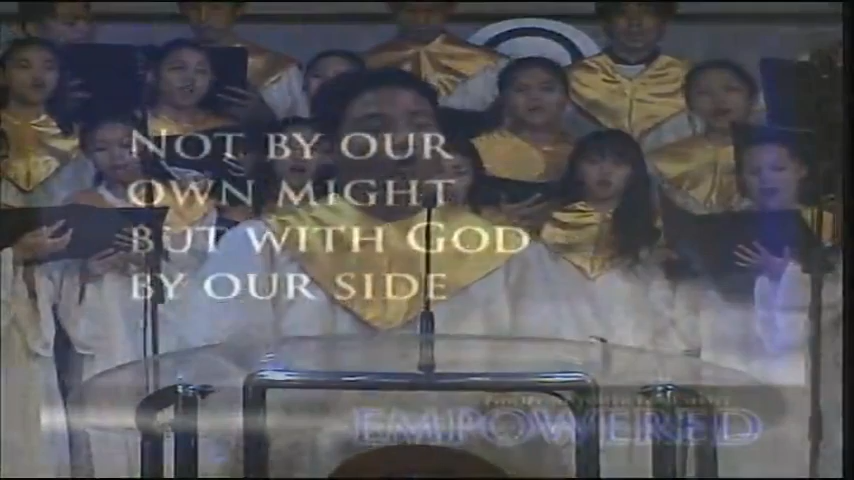 Not by our
own might
but with God
by our side
EMPOWERED